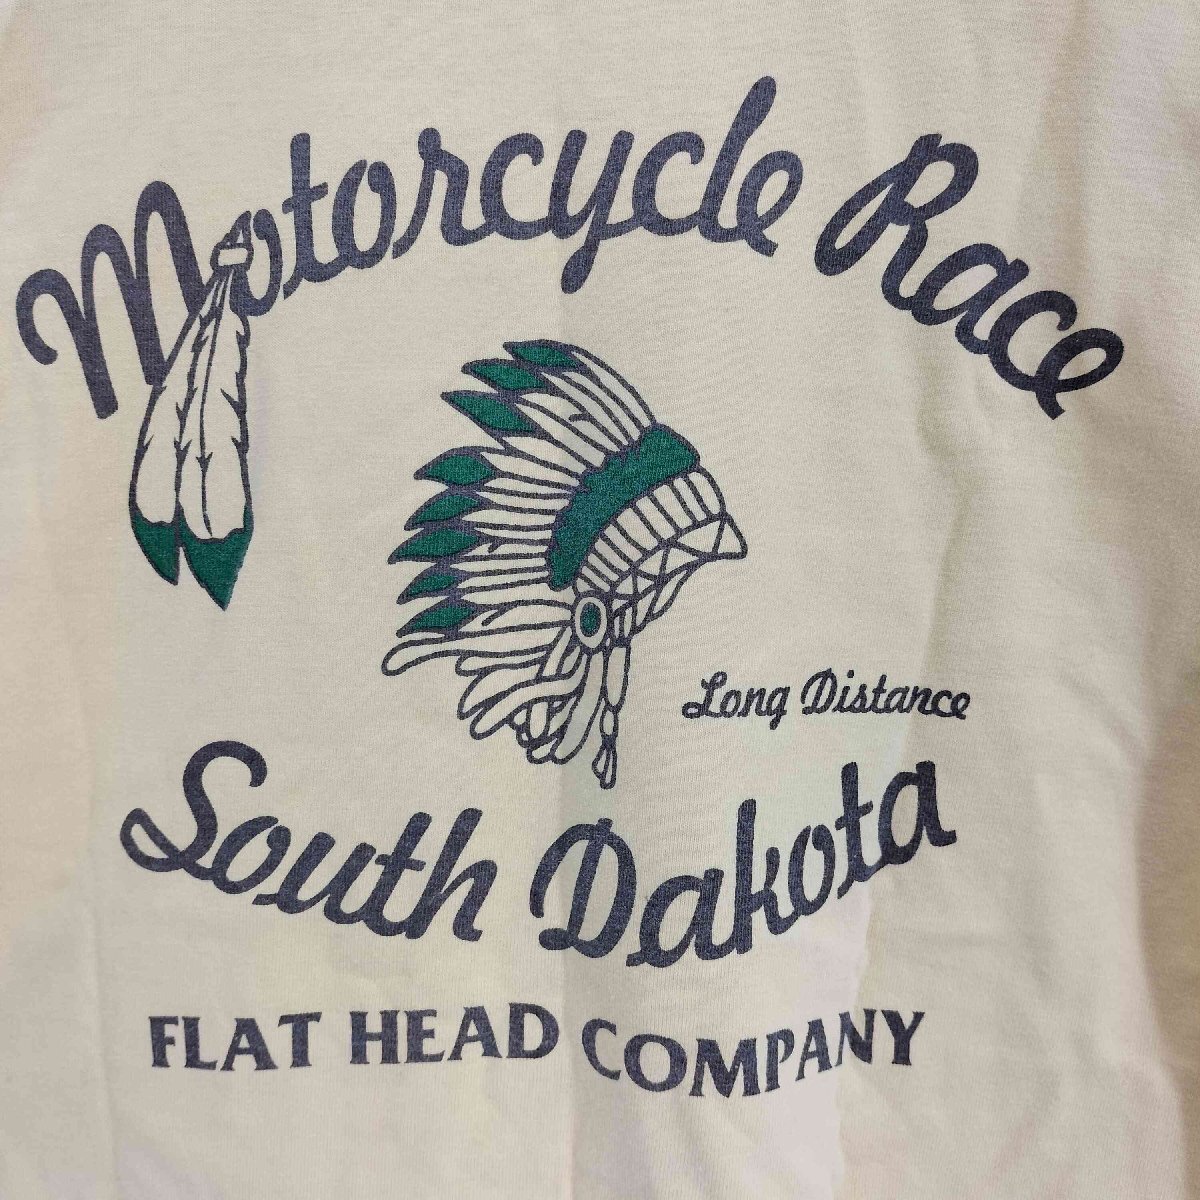 Motorcycle Race
Long Distance
South Dakota
FLAT HEAD COMPANY